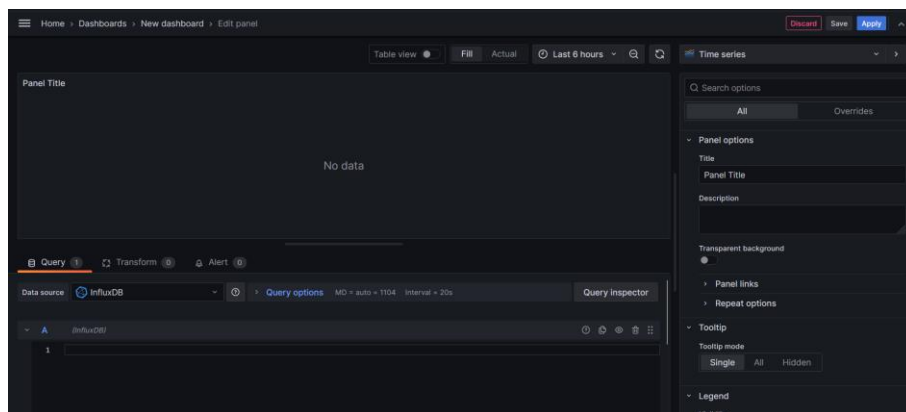 Home › Dashboards › New dashboard › Edit panel
Discard Save Apply
Table view Fill Actual Last 6 hours
Time series
Panel Title
No data
Search options
All Overrides
Panel options
Title
Panel Title
Description
Transparent background
Panel links
Repeat options
Tooltip
Tooltip mode
Single All Hidden
Legend
Query 1 Transform 0 Alert 0
Data source InfluxDB Query options MD = auto = 1104 Interval = 20s Query inspector
A (InfluxDB)
1